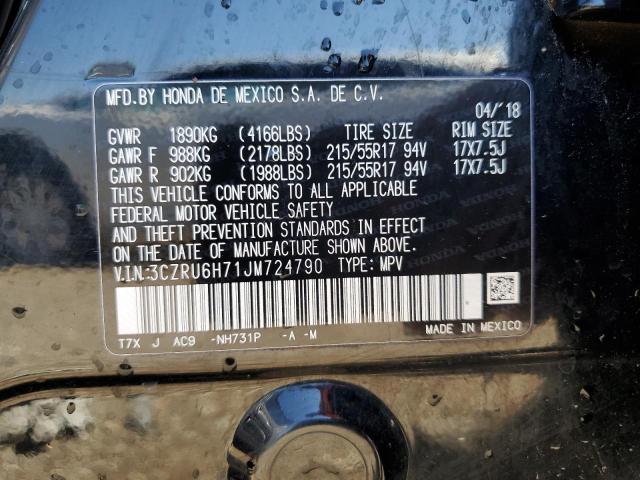 MFD.BY HONDA DE MEXICO S.A. DE C.V.
04/'18
GVWR 1890KG (4166LBS) TIRE SIZE RIM SIZE
GAWR F 988KG (2178LBS) 215/55R17 94V 17X7.5J
GAWR R 902KG (1988LBS) 215/55R17 94V 17X7.5J
THIS VEHICLE CONFORMS TO ALL APPLICABLE
FEDERAL MOTOR VEHICLE SAFETY
AND THEFT PREVENTION STANDARDS IN EFFECT
ON THE DATE OF MANUFACTURE SHOWN ABOVE.
V.I.N:3CZRU6H71JM724790 TYPE: MPV
T7X J AC9 -NH731P -A -M
MADE IN MEXICO